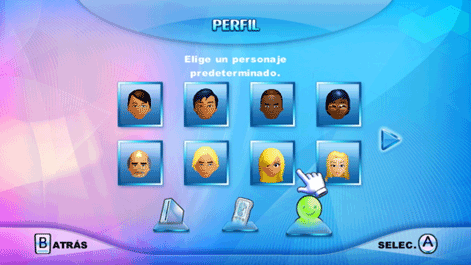 PERFIL
Elige un personaje
predeterminado.
B ATRÁS
SELEC. A